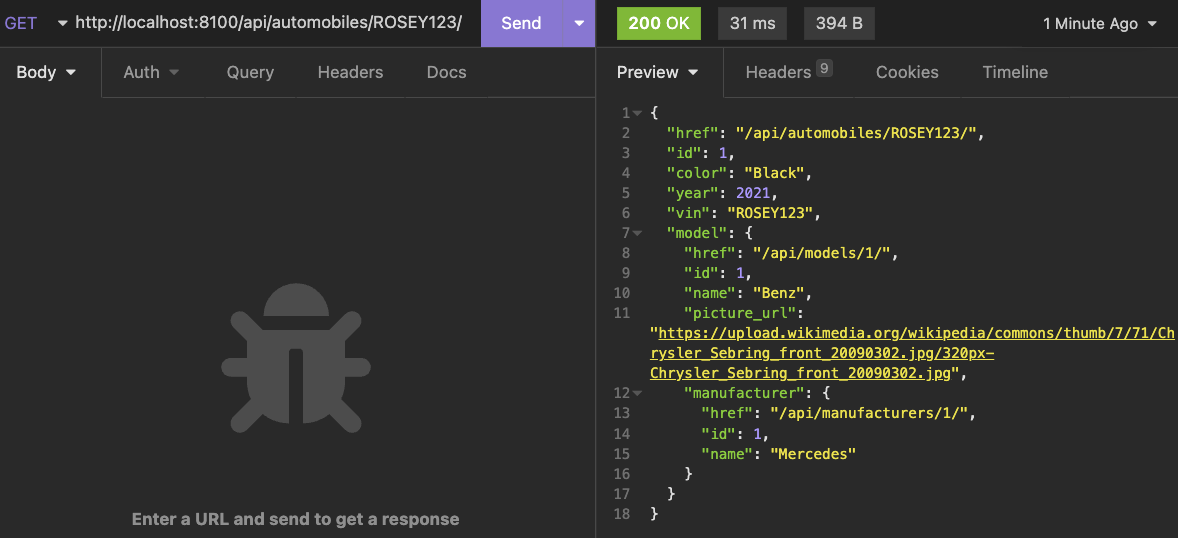 GET http://localhost:8100/api/automobiles/ROSEY123/ Send 200 OK 31 ms 394 B 1 Minute Ago
Body Auth Query Headers Docs
Preview Headers 9 Cookies Timeline
Enter a URL and send to get a response
1 {
2 "href": "/api/automobiles/ROSEY123/",
3 "id": 1,
4 "color": "Black",
5 "year": 2021,
6 "vin": "ROSEY123",
7 "model": {
8 "href": "/api/models/1/",
9 "id": 1,
10 "name": "Benz",
11 "picture_url":
"https://upload.wikimedia.org/wikipedia/commons/thumb/7/71/Ch
rysler_Sebring_front_20090302.jpg/320px-
Chrysler_Sebring_front_20090302.jpg",
12 "manufacturer": {
13 "href": "/api/manufacturers/1/",
14 "id": 1,
15 "name": "Mercedes"
16 }
17 }
18 }